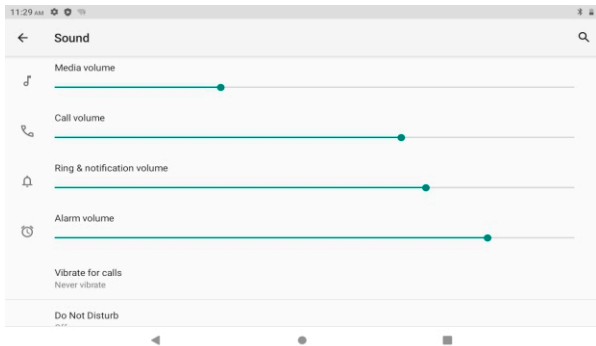 11:29 AM
Sound
Media volume
Call volume
Ring & notification volume
Alarm volume
Vibrate for calls
Never vibrate
Do Not Disturb